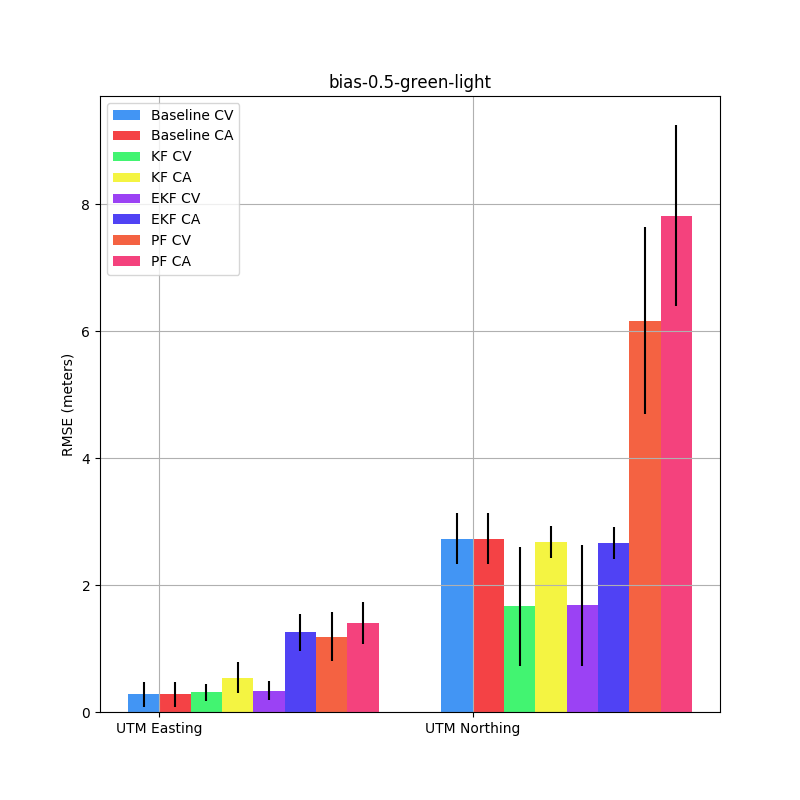 bias-0.5-green-light
Baseline CV
Baseline CA
KF CV
KF CA
EKF CV
EKF CA
PF CV
PF CA
RMSE (meters)
8
6
4
2
0
UTM Easting
UTM Northing